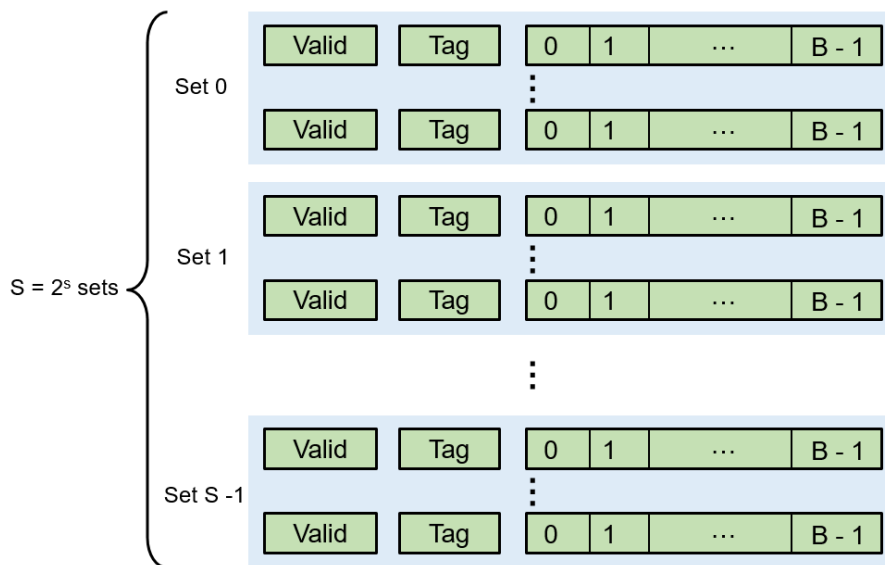 Valid Tag 0 1 ... B - 1
Set 0
Valid Tag 0 1 ... B - 1
Valid Tag 0 1 ... B - 1
Set 1
Valid Tag 0 1 ... B - 1
S = 2ˢ sets
Valid Tag 0 1 ... B - 1
Set S -1
Valid Tag 0 1 ... B - 1